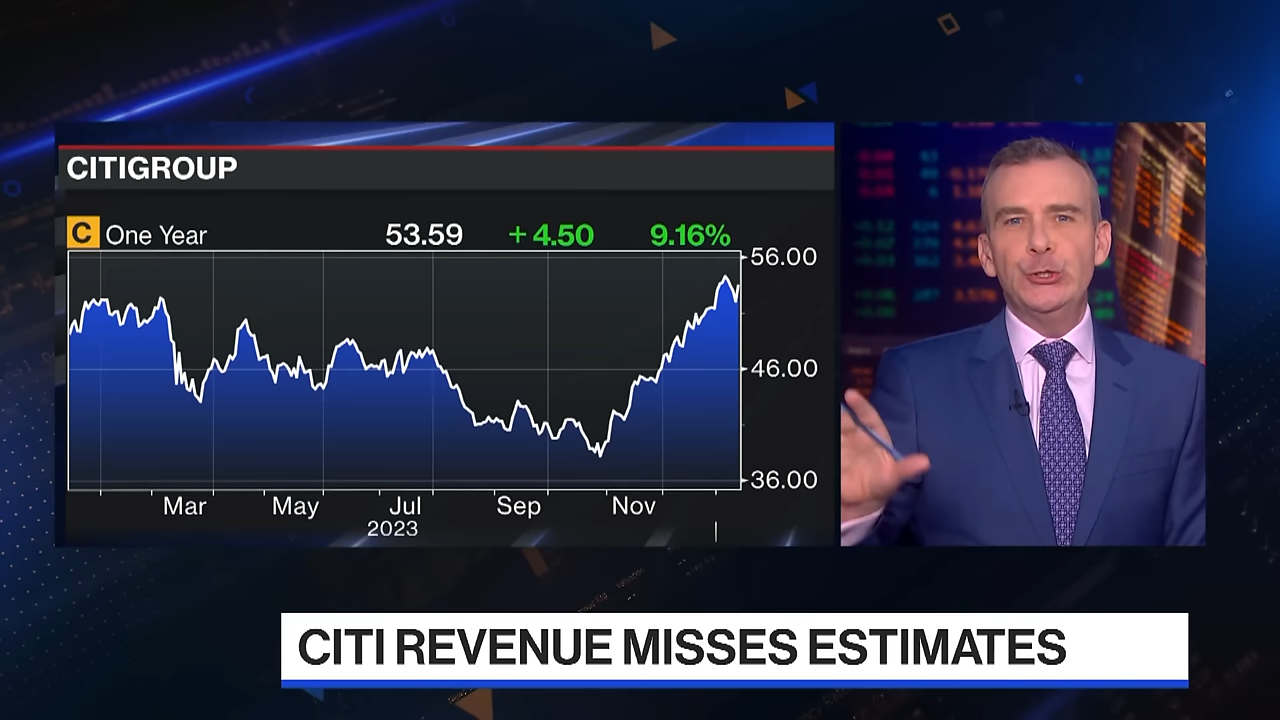 CITIGROUP
C One Year 53.59 +4.50 9.16%
56.00
46.00
36.00
Mar May Jul Sep Nov
2023
CITI REVENUE MISSES ESTIMATES